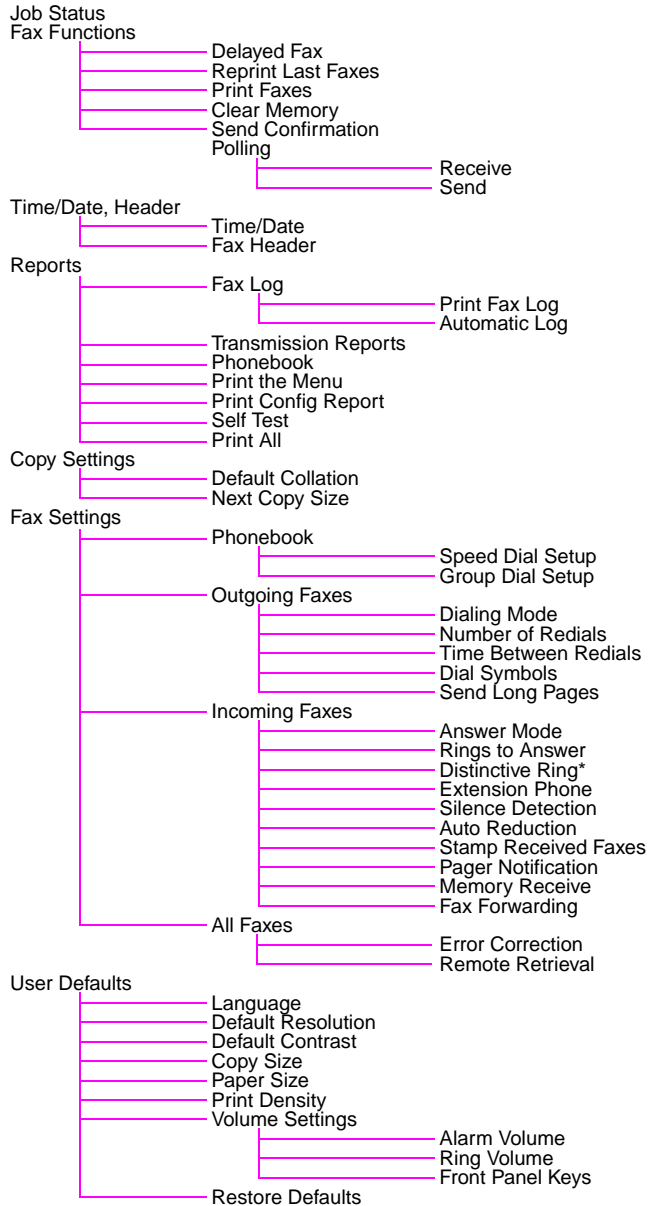 Job Status
Fax Functions
Delayed Fax
Reprint Last Faxes
Print Faxes
Clear Memory
Send Confirmation
Polling
Receive
Send
Time/Date, Header
Time/Date
Fax Header
Reports
Fax Log
Print Fax Log
Automatic Log
Transmission Reports
Phonebook
Print the Menu
Print Config Report
Self Test
Print All
Copy Settings
Default Collation
Next Copy Size
Fax Settings
Phonebook
Speed Dial Setup
Group Dial Setup
Outgoing Faxes
Dialing Mode
Number of Redials
Time Between Redials
Dial Symbols
Send Long Pages
Incoming Faxes
Answer Mode
Rings to Answer
Distinctive Ring*
Extension Phone
Silence Detection
Auto Reduction
Stamp Received Faxes
Pager Notification
Memory Receive
Fax Forwarding
All Faxes
Error Correction
Remote Retrieval
User Defaults
Language
Default Resolution
Default Contrast
Copy Size
Paper Size
Print Density
Volume Settings
Alarm Volume
Ring Volume
Front Panel Keys
Restore Defaults